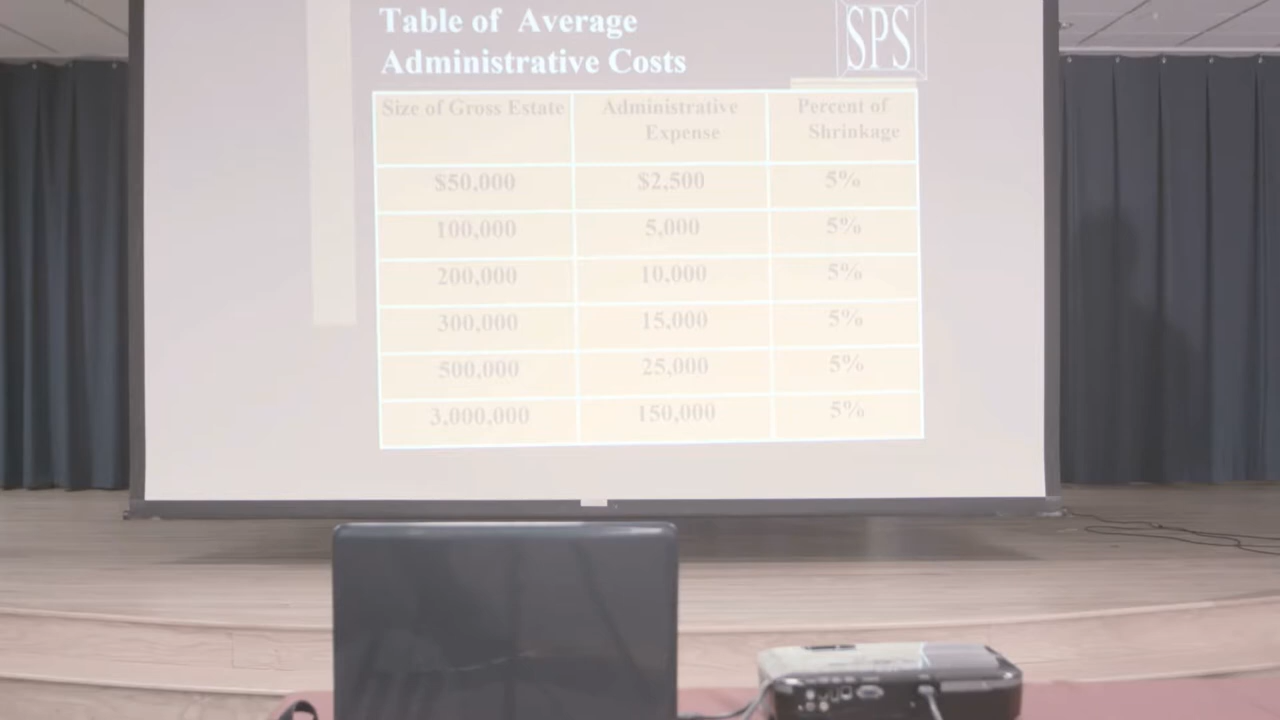 Table of Average
Administrative Costs
SPS
Size of Gross Estate Administrative Expense Percent of Shrinkage
$50,000 $2,500 5%
100,000 5,000 5%
200,000 10,000 5%
300,000 15,000 5%
500,000 25,000 5%
3,000,000 150,000 5%